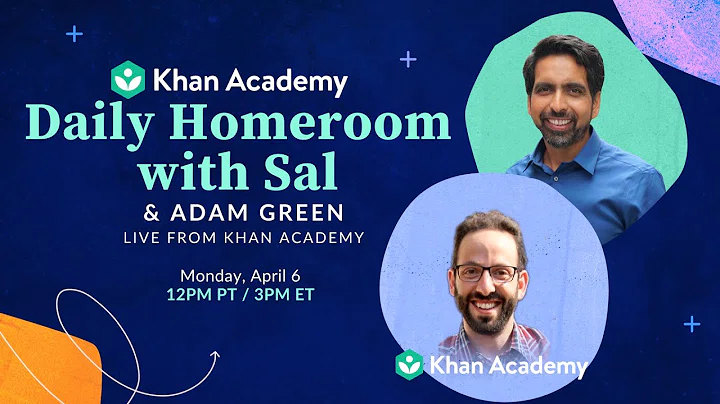 Khan Academy
Daily Homeroom
with Sal
& ADAM GREEN
LIVE FROM KHAN ACADEMY
Monday, April 6
12PM PT / 3PM ET
Khan Academy